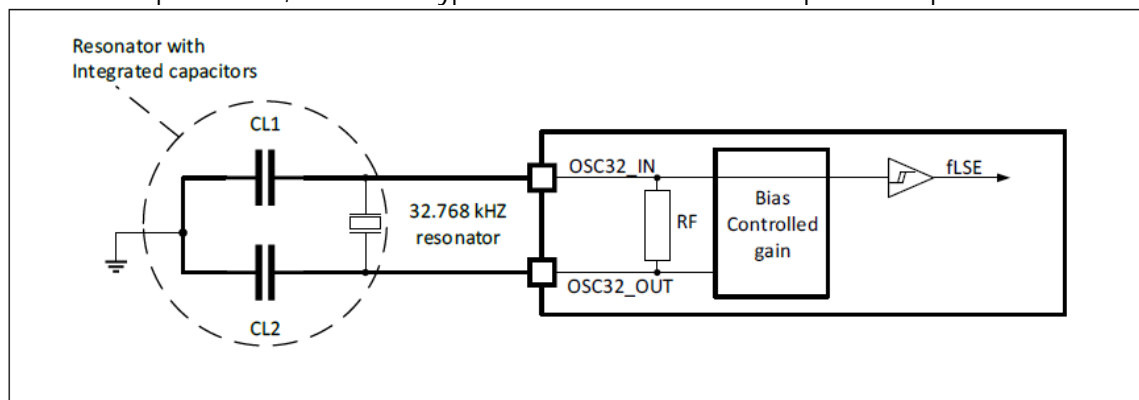 Resonator with
Integrated capacitors
CL1
OSC32_IN
fLSE
32.768 kHZ
resonator
RF
Bias
Controlled
gain
OSC32_OUT
CL2